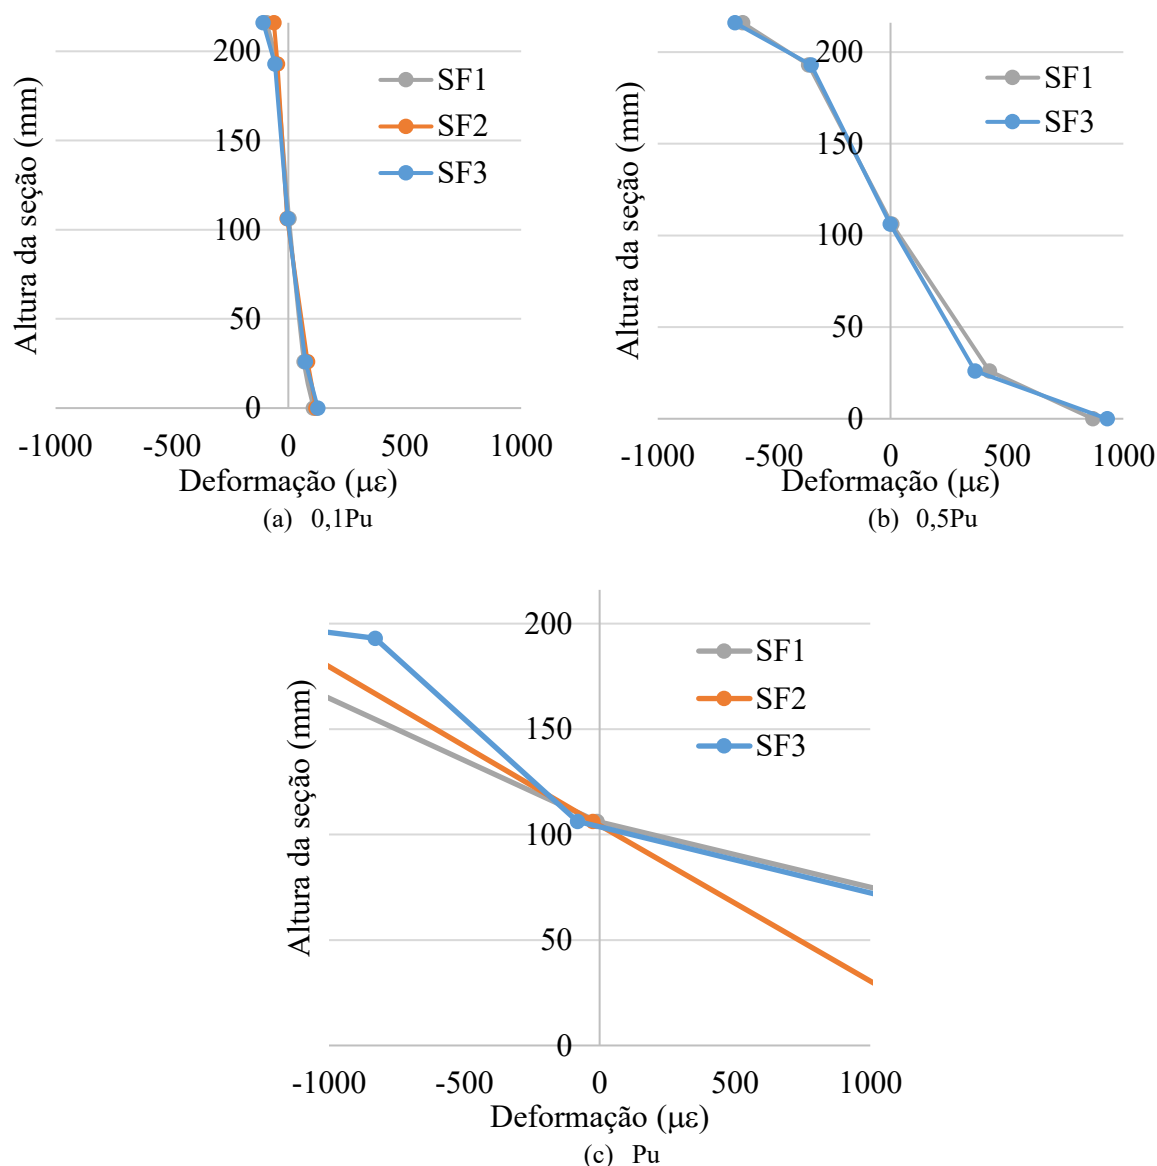 Altura da seção (mm)
200
150
100
50
0
SF1
SF2
SF3
-1000 -500 0 500 1000
Deformação (με)
(a) 0,1Pu
Altura da seção (mm)
200
150
100
50
0
SF1
SF3
-1000 -500 0 500 1000
Deformação (με)
(b) 0,5Pu
Altura da seção (mm)
200
150
100
50
0
SF1
SF2
SF3
-1000 -500 0 500 1000
Deformação (με)
(c) Pu